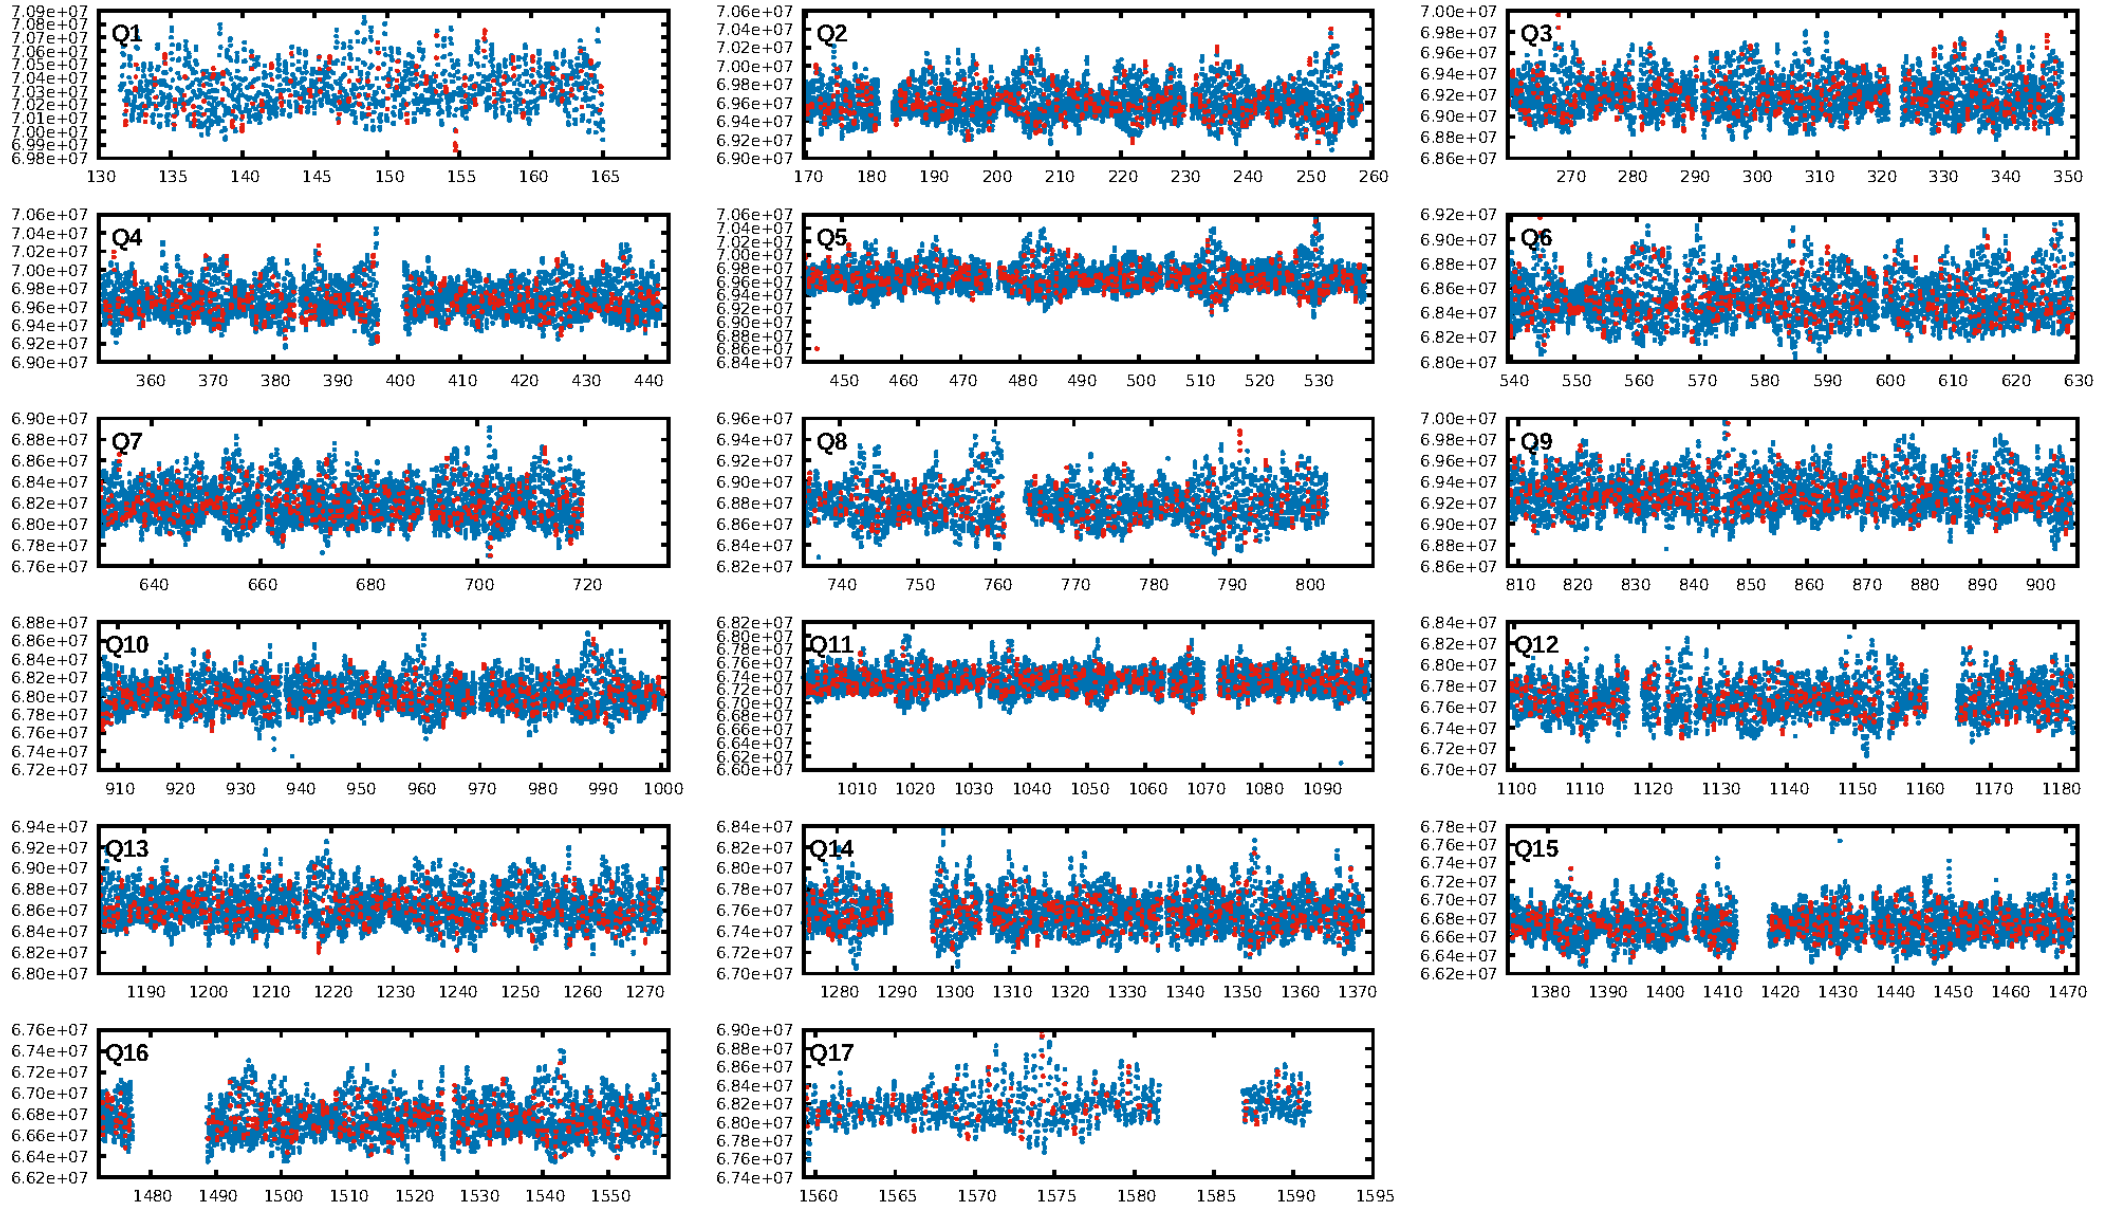 7.09e+07
Q1
7.08e+07
7.07e+07
7.06e+07
7.05e+07
7.04e+07
7.03e+07
7.02e+07
7.01e+07
7.00e+07
6.99e+07
6.98e+07
130 135 140 145 150 155 160 165
7.06e+07
Q2
7.04e+07
7.02e+07
7.00e+07
6.98e+07
6.96e+07
6.94e+07
6.92e+07
6.90e+07
170 180 190 200 210 220 230 240 250 260
7.00e+07
Q3
6.98e+07
6.96e+07
6.94e+07
6.92e+07
6.90e+07
6.88e+07
6.86e+07
270 280 290 300 310 320 330 340 350
7.06e+07
Q4
7.04e+07
7.02e+07
7.00e+07
6.98e+07
6.96e+07
6.94e+07
6.92e+07
6.90e+07
360 370 380 390 400 410 420 430 440
7.06e+07
Q5
7.04e+07
7.02e+07
7.00e+07
6.98e+07
6.96e+07
6.94e+07
6.92e+07
6.90e+07
6.88e+07
6.86e+07
6.84e+07
450 460 470 480 490 500 510 520 530
6.92e+07
Q6
6.90e+07
6.88e+07
6.86e+07
6.84e+07
6.82e+07
6.80e+07
540 550 560 570 580 590 600 610 620 630
6.90e+07
Q7
6.88e+07
6.86e+07
6.84e+07
6.82e+07
6.80e+07
6.78e+07
6.76e+07
640 660 680 700 720
6.96e+07
Q8
6.94e+07
6.92e+07
6.90e+07
6.88e+07
6.86e+07
6.84e+07
6.82e+07
740 750 760 770 780 790 800
7.00e+07
Q9
6.98e+07
6.96e+07
6.94e+07
6.92e+07
6.90e+07
6.88e+07
6.86e+07
810 820 830 840 850 860 870 880 890 900
6.88e+07
Q10
6.86e+07
6.84e+07
6.82e+07
6.80e+07
6.78e+07
6.76e+07
6.74e+07
6.72e+07
910 920 930 940 950 960 970 980 990 1000
6.82e+07
Q11
6.80e+07
6.78e+07
6.76e+07
6.74e+07
6.72e+07
6.70e+07
6.68e+07
6.66e+07
6.64e+07
6.62e+07
6.60e+07
1010 1020 1030 1040 1050 1060 1070 1080 1090
6.84e+07
Q12
6.82e+07
6.80e+07
6.78e+07
6.76e+07
6.74e+07
6.72e+07
6.70e+07
1100 1110 1120 1130 1140 1150 1160 1170 1180
6.94e+07
Q13
6.92e+07
6.90e+07
6.88e+07
6.86e+07
6.84e+07
6.82e+07
6.80e+07
1190 1200 1210 1220 1230 1240 1250 1260 1270
6.84e+07
Q14
6.82e+07
6.80e+07
6.78e+07
6.76e+07
6.74e+07
6.72e+07
6.70e+07
1280 1290 1300 1310 1320 1330 1340 1350 1360 1370
6.78e+07
Q15
6.76e+07
6.74e+07
6.72e+07
6.70e+07
6.68e+07
6.66e+07
6.64e+07
6.62e+07
1380 1390 1400 1410 1420 1430 1440 1450 1460 1470
6.76e+07
Q16
6.74e+07
6.72e+07
6.70e+07
6.68e+07
6.66e+07
6.64e+07
6.62e+07
1480 1490 1500 1510 1520 1530 1540 1550
6.90e+07
Q17
6.88e+07
6.86e+07
6.84e+07
6.82e+07
6.80e+07
6.78e+07
6.76e+07
6.74e+07
1560 1565 1570 1575 1580 1585 1590 1595